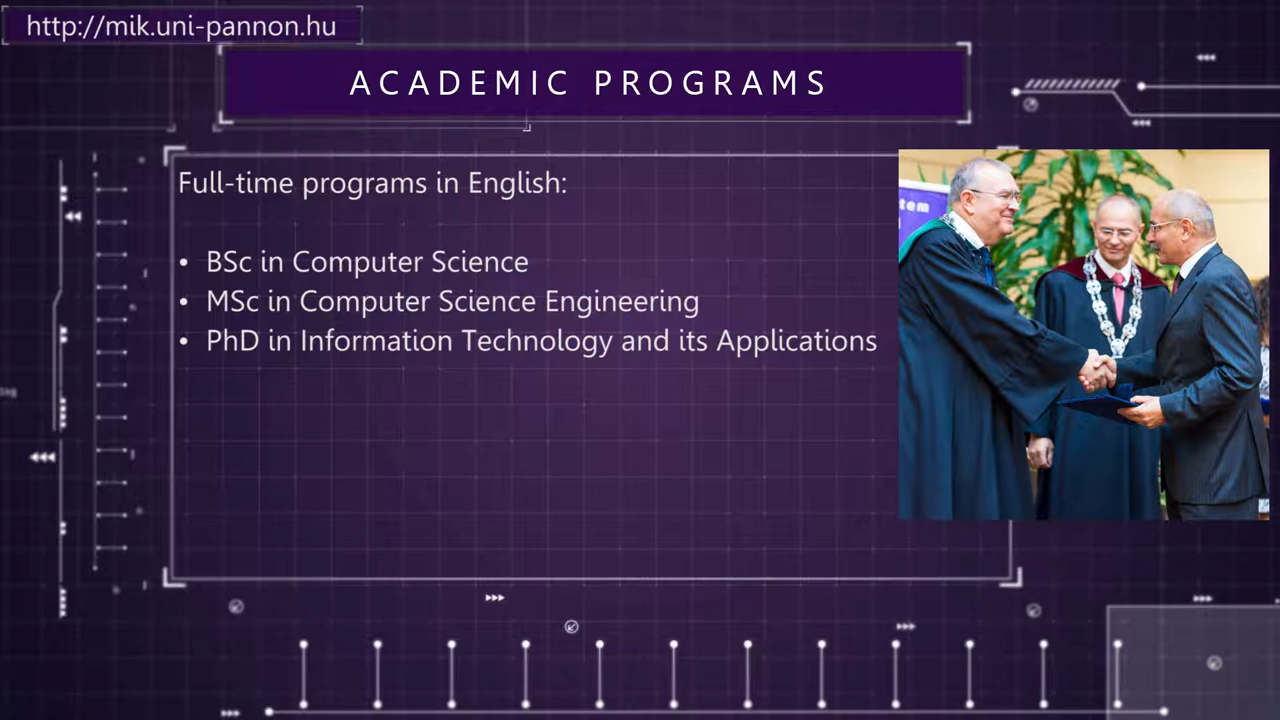 http://mik.uni-pannon.hu
ACADEMIC PROGRAMS
Full-time programs in English:
• BSc in Computer Science
• MSc in Computer Science Engineering
• PhD in Information Technology and its Applications